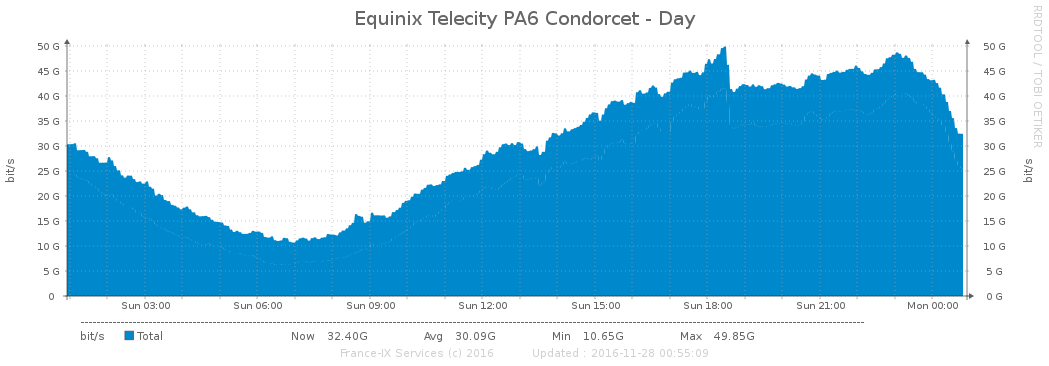 Equinix Telecity PA6 Condorcet - Day
RRDTOOL / TOBI OETIKER
50 G 50 G
45 G 45 G
40 G 40 G
35 G 35 G
30 G 30 G
25 G 25 G
20 G 20 G
15 G 15 G
10 G 10 G
5 G 5 G
0 0 G
bit/s bit/s
Sun 03:00 Sun 06:00 Sun 09:00 Sun 12:00 Sun 15:00 Sun 18:00 Sun 21:00 Mon 00:00
bit/s Total Now 32.40G Avg 30.09G Min 10.65G Max 49.85G
France-IX Services (c) 2016 Updated : 2016-11-28 00:55:09